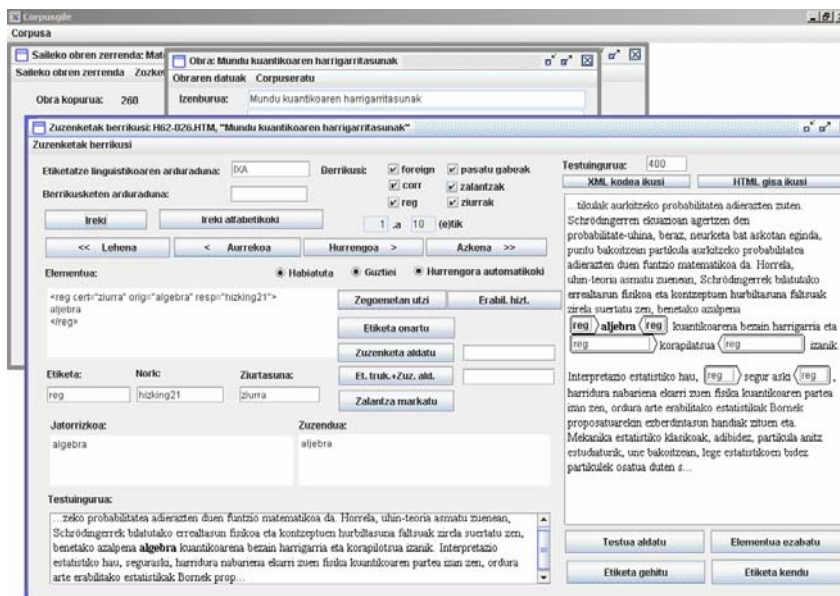 Corpusgile
Corpusa
Saileko obren zerrenda: Mat
Saileko obren zerrenda Zozke
Obra kopurua: 260
Obra: Mundu kuantikoaren harrigarritasunak
Obraren datuak Corpuseratu
Izenburua: Mundu kuantikoaren harrigarritasunak
Zuzenketak berrikusi: H62-026.HTM, "Mundu kuantikoaren harrigarritasunak"
Zuzenketak berrikusi
Etiketatze linguistikoaren arduraduna: IXA
Berrikusi: foreign pasatu gabeak
Berrikusketen arduraduna:
corr zalantzak
reg ziurrak
Ireki Ireki alfabetikoki
1 .a 10 (e)tik
<< Lehena < Aurrekoa Hurrengoa > Azkena >>
Elementua: Habiatuta Guztiei Hurrengora automatikoki
<reg cert="ziurra" orig="algebra" resp="hizking21">
aljebra
</reg>
Zegoenetan utzi Erabil. hizt.
Etiketa onartu
Zuzenketa aldatu
Et. truk.+Zuz. ald.
Zalantza markatu
Etiketa: Nork: Ziurtasuna:
reg hizking21 ziurra
Jatorrizkoa: Zuzendua:
algebra aljebra
Testuingurua:
...zeko probabilitatea adierazten duen funtzio matematikoa da. Horrela, uhin-teoria asmatu zuenean,
Schrödingerrek bilatutako errealtasun fisikoa eta kontzeptuen hurbiltasuna faltsuak zirela suertatu zen,
benetako azalpena algebra kuantikoarena bezain harrigarria eta korapilotsua izanik. Interpretazio
estatistiko hau, seguraski, harridura nabariena ekarri zuen fisika kuantikoaren partea izan zen, ordura
arte erabilitako estatistikak Bornek prop...
Testuingurua: 400
XML kodea ikusi HTML gisa ikusi
...tikulak aurkitzeko probabilitatea adierazten zuten.
Schrödingerren ekuazioan agertzen den
probabilitate-uhina, beraz, neurketa bat askotan eginda,
puntu bakoitzean partikula aurkitzeko probabilitatea
adierazten duen funtzio matematikoa da. Horrela,
uhin-teoria asmatu zuenean, Schrödingerrek bilatutako
errealtasun fisikoa eta kontzeptuen hurbiltasuna faltsuak
zirela suertatu zen, benetako azalpena
reg aljebra reg kuantikoarena bezain harrigarria eta
reg korapilatsua reg izanik.
Interpretazio estatistiko hau, reg segur aski reg ,
harridura nabariena ekarri zuen fisika kuantikoaren partea
izan zen, ordura arte erabilitako estatistikak Bornek
proposatuarekin ezberdintasun handiak zituen eta.
Mekanika estatistiko klasikoak, adibidez, partikula anitz
estudiaturik, une bakoitzean, lege estatistikoen bidez
partikulek osatua duten s...
Testua aldatu Elementua ezabatu
Etiketa gehitu Etiketa kendu